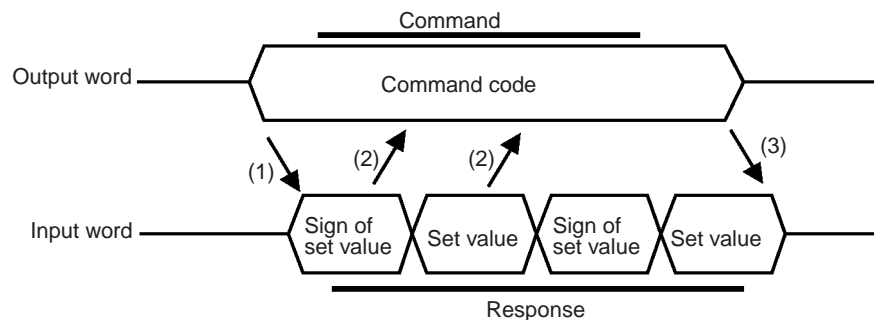 Command
Output word
Command code
(1)
(2)
(2)
(3)
Input word
Sign of
set value
Set value
Sign of
set value
Set value
Response